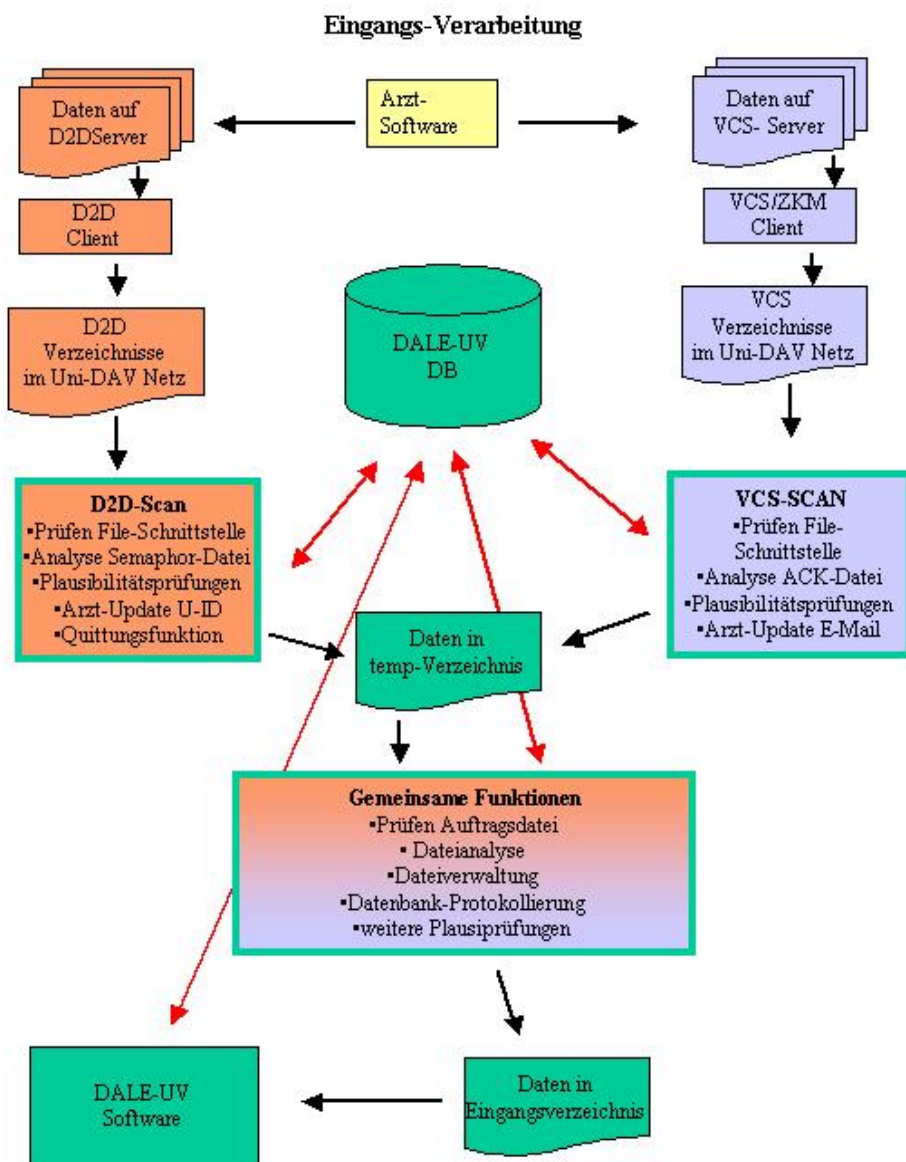 Eingangs-Verarbeitung
Daten auf
D2DServer
Arzt-
Software
Daten auf
VCS- Server
D2D
Client
VCS/ZKM
Client
D2D
Verzeichnisse
im Uni-DAV Netz
DALE-UV
DB
VCS
Verzeichnisse
im Uni-DAV Netz
D2D-Scan
▪Prüfen File-Schnittstelle
▪Analyse Semaphor-Datei
▪Plausibilitätsprüfungen
▪Arzt-Update U-ID
▪Quittungsfunktion
VCS-SCAN
▪Prüfen File-
Schnittstelle
▪Analyse ACK-Datei
▪Plausibilitätsprüfungen
▪Arzt-Update E-Mail
Daten in
temp-Verzeichnis
Gemeinsame Funktionen
▪Prüfen Auftragsdatei
▪ Dateianalyse
▪Dateiverwaltung
▪Datenbank-Protokollierung
▪weitere Plausiprüfungen
DALE-UV
Software
Daten in
Eingangsverzeichnis